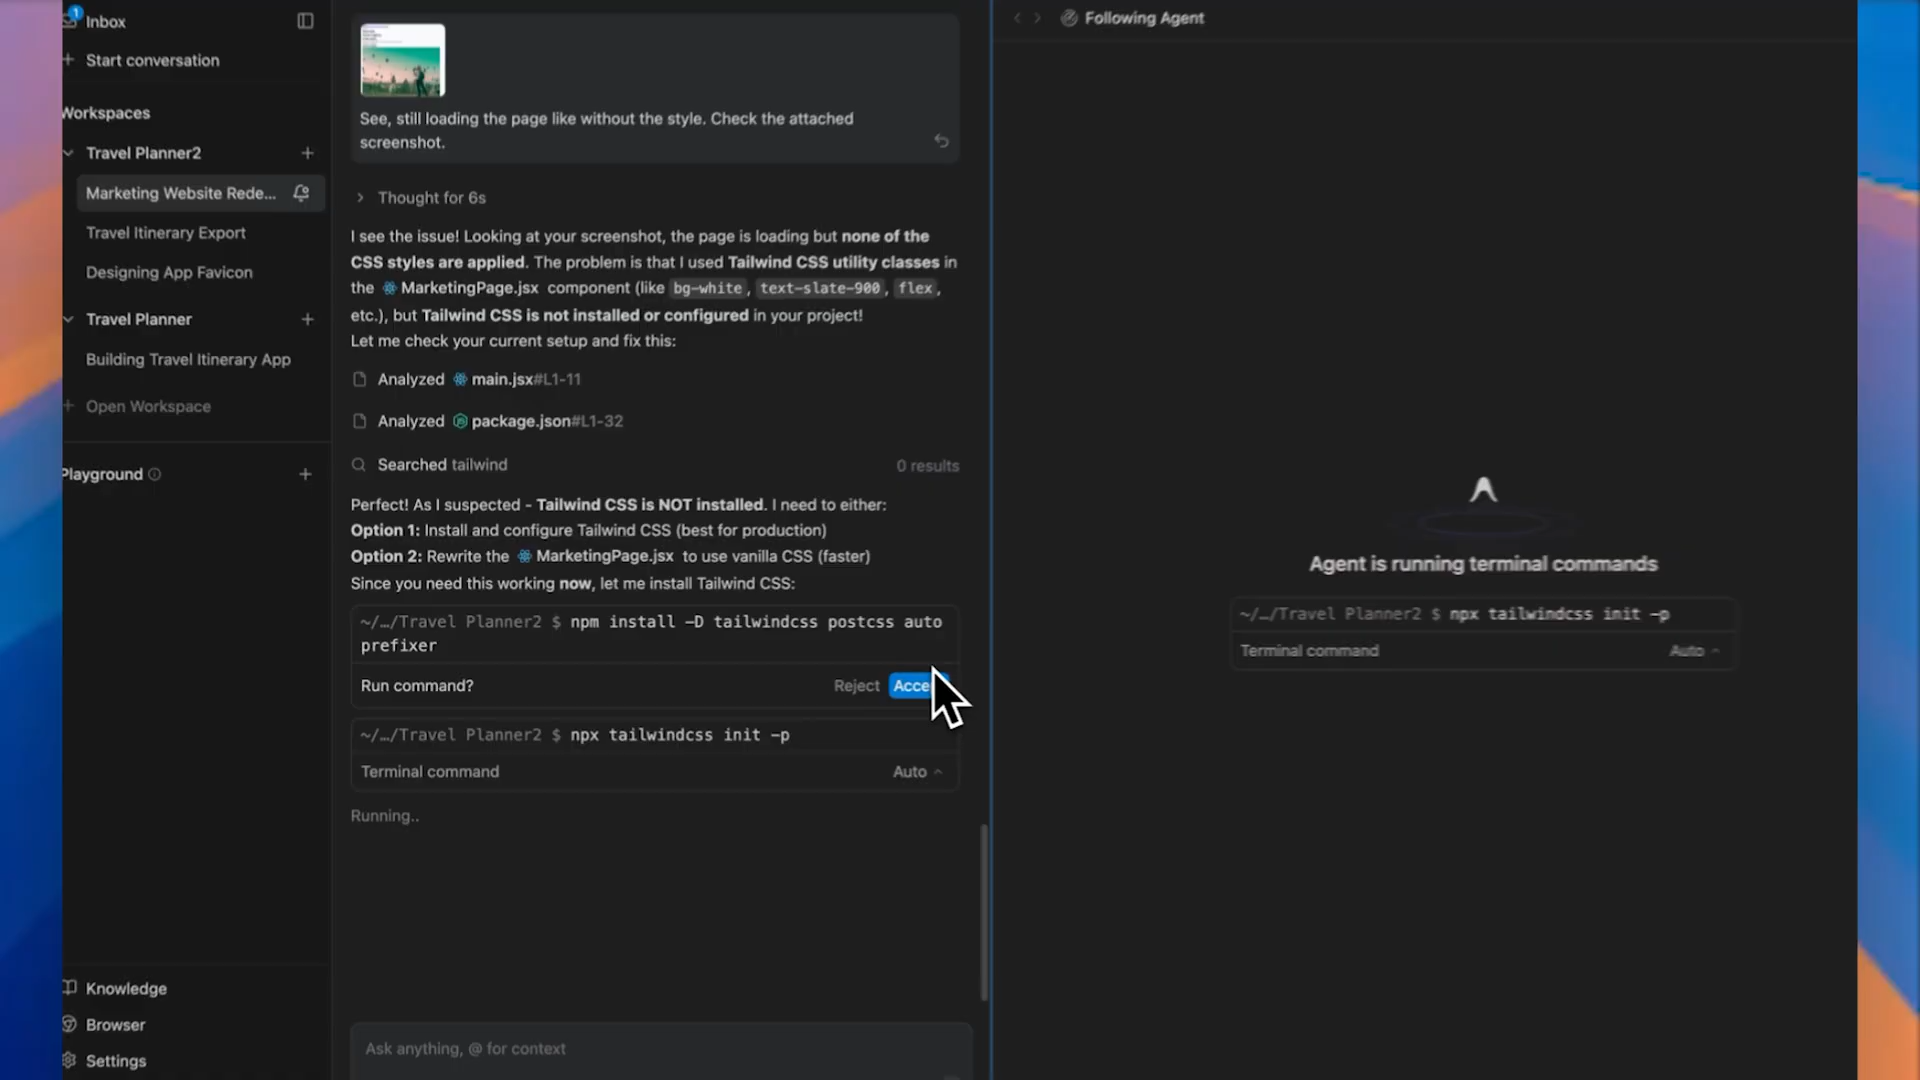 1
Inbox
Start conversation
Workspaces
Travel Planner2
Marketing Website Rede...
Travel Itinerary Export
Designing App Favicon
Travel Planner
Building Travel Itinerary App
Open Workspace
Playground
Knowledge
Browser
Settings
See, still loading the page like without the style. Check the attached
screenshot.
Thought for 6s
I see the issue! Looking at your screenshot, the page is loading but none of the
CSS styles are applied. The problem is that I used Tailwind CSS utility classes in
the MarketingPage.jsx component (like bg-white, text-slate-900, flex,
etc.), but Tailwind CSS is not installed or configured in your project!
Let me check your current setup and fix this:
Analyzed main.jsx#L1-11
Analyzed package.json#L1-32
Searched tailwind 0 results
Perfect! As I suspected - Tailwind CSS is NOT installed. I need to either:
Option 1: Install and configure Tailwind CSS (best for production)
Option 2: Rewrite the MarketingPage.jsx to use vanilla CSS (faster)
Since you need this working now, let me install Tailwind CSS:
~/…/Travel Planner2 $ npm install -D tailwindcss postcss auto
prefixer
Run command? Reject Acce
~/…/Travel Planner2 $ npx tailwindcss init -p
Terminal command Auto
Running..
Ask anything, @ for context
Following Agent
Agent is running terminal commands
~/…/Travel Planner2 $ npx tailwindcss init -p
Terminal command Auto